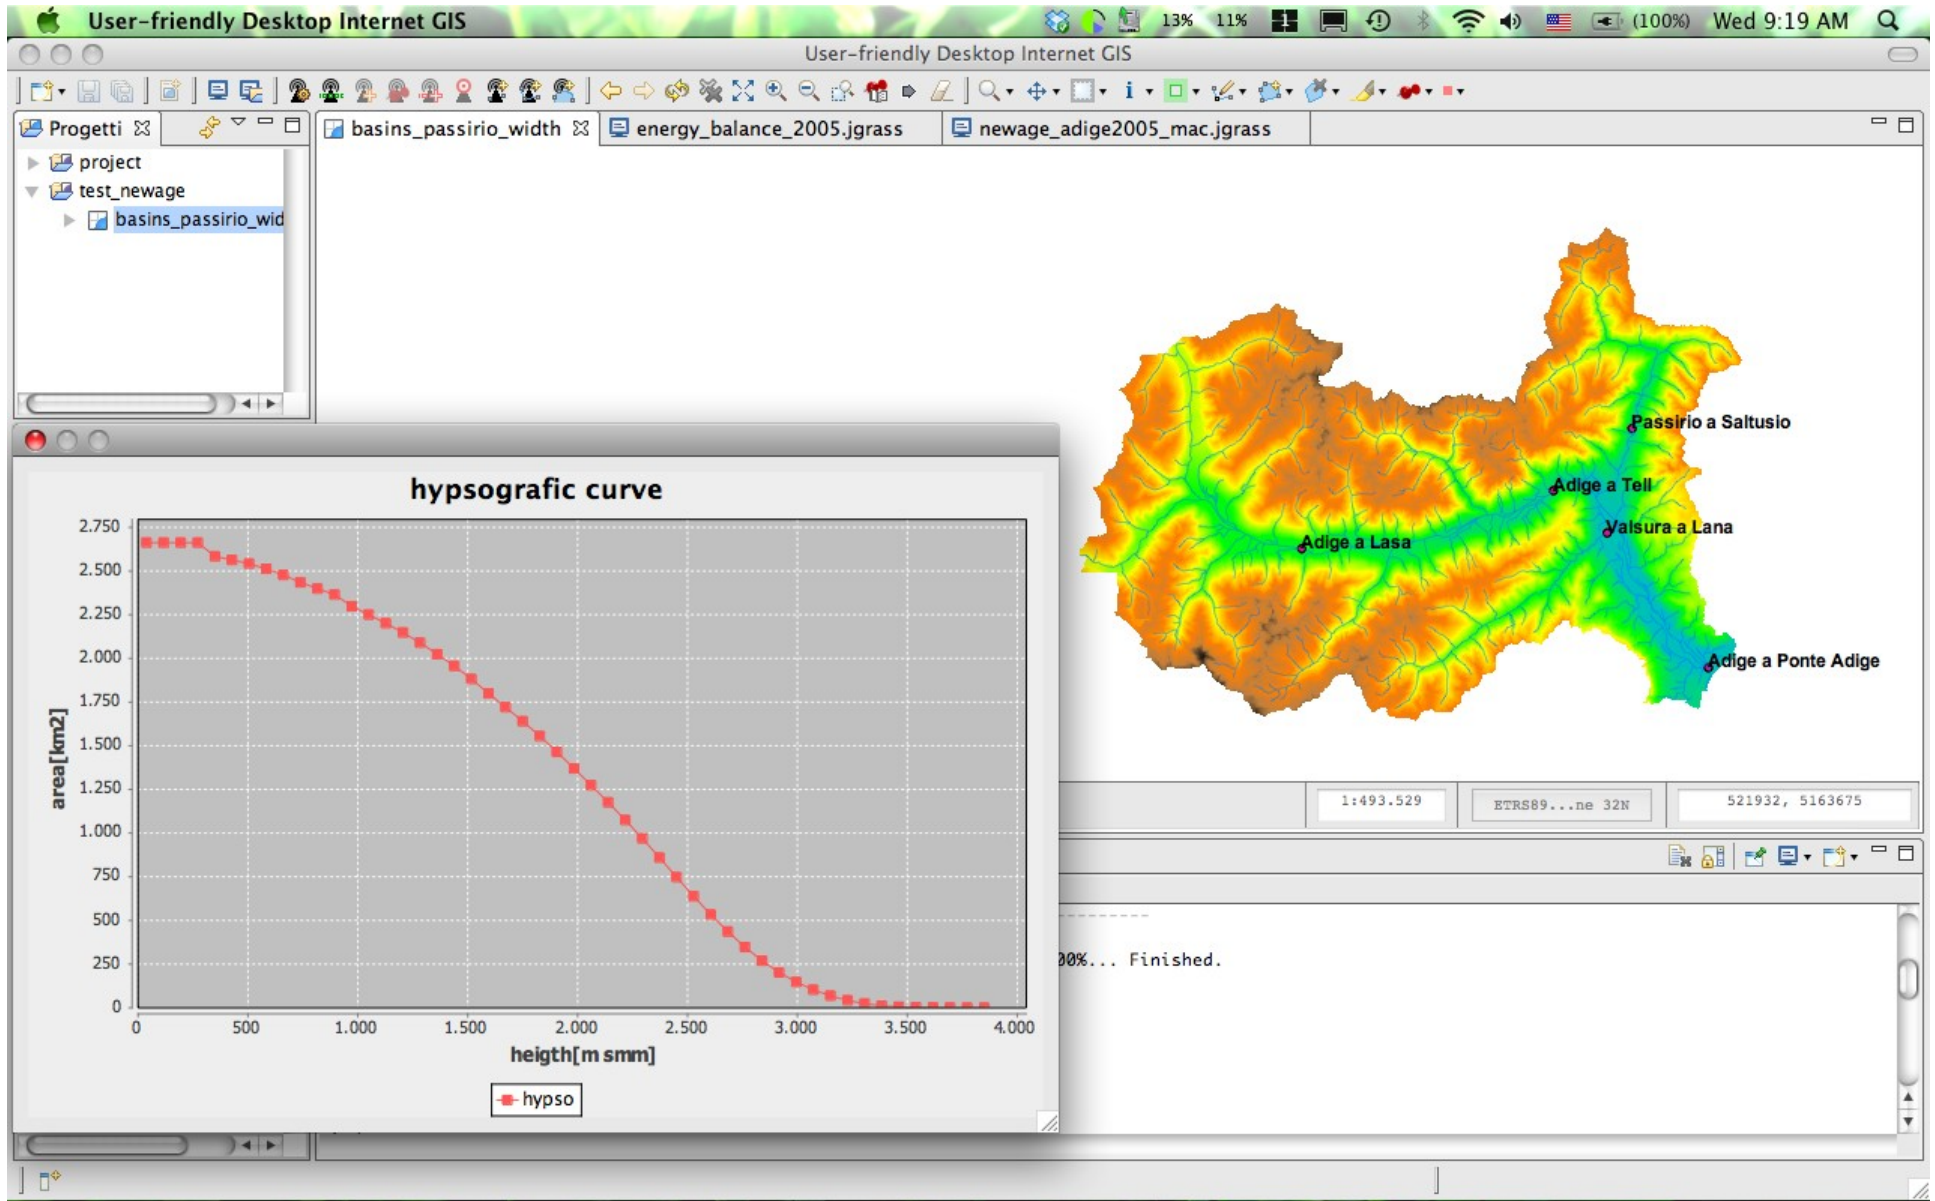 User-friendly Desktop Internet GIS
13% 11% 1 (100%) Wed 9:19 AM
User-friendly Desktop Internet GIS
Progetti
basins_passirio_width
energy_balance_2005.jgrass
newage_adige2005_mac.jgrass
project
test_newage
basins_passirio_wid
Passirio a Saltusio
Adige a Tell
Valsura a Lana
Adige a Lasa
Adige a Ponte Adige
1:493.529
ETRS89...ne 32N
521932, 5163675
00%... Finished.
hypsografic curve
area[km2]
2.750
2.500
2.250
2.000
1.750
1.500
1.250
1.000
750
500
250
0
0 500 1.000 1.500 2.000 2.500 3.000 3.500 4.000
heigth[m smm]
hypso